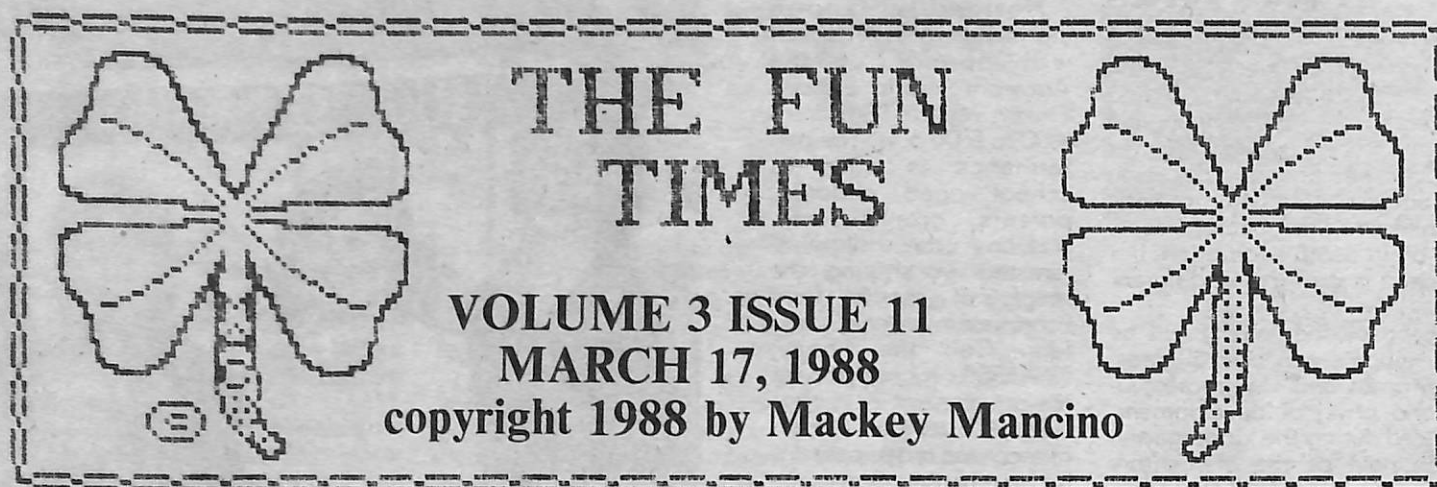 THE FUN
TIMES
VOLUME 3 ISSUE 11
MARCH 17, 1988
copyright 1988 by Mackey Mancino